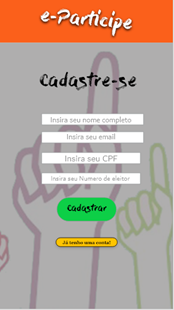 e-Participe
Cadastre-se
Insira seu nome completo
Insira seu email
Insira seu CPF
Insira seu Numero de eleitor
Cadastrar
Já tenho uma conta!